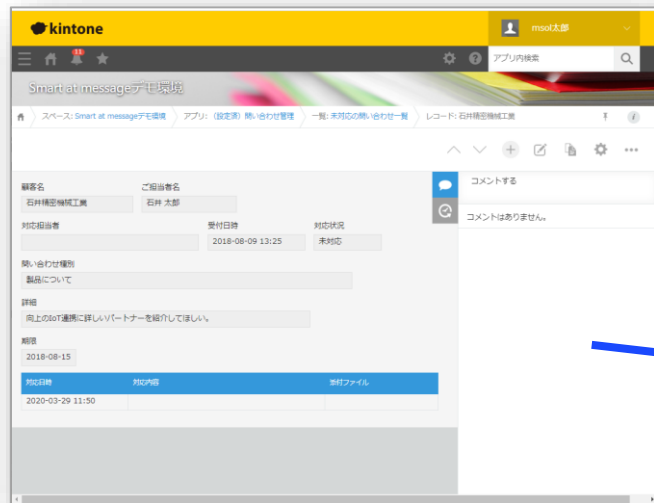 kintone
msol太郎
11
アプリ内検索
Smart at messageデモ環境
スペース: Smart at messageデモ環境 アプリ: (設定済) 問い合わせ管理 一覧: 未対応の問い合わせ一覧 レコード: 石井精密機械工業
コメントする
顧客名 ご担当者名
石井精密機械工業 石井 太郎
コメントはありません。
対応担当者 受付日時 対応状況
2018-08-09 13:25 未対応
問い合わせ種別
製品について
詳細
向上のIoT連携に詳しいパートナーを紹介してほしい。
期限
2018-08-15
対応日時 対応内容 添付ファイル
2020-03-29 11:50